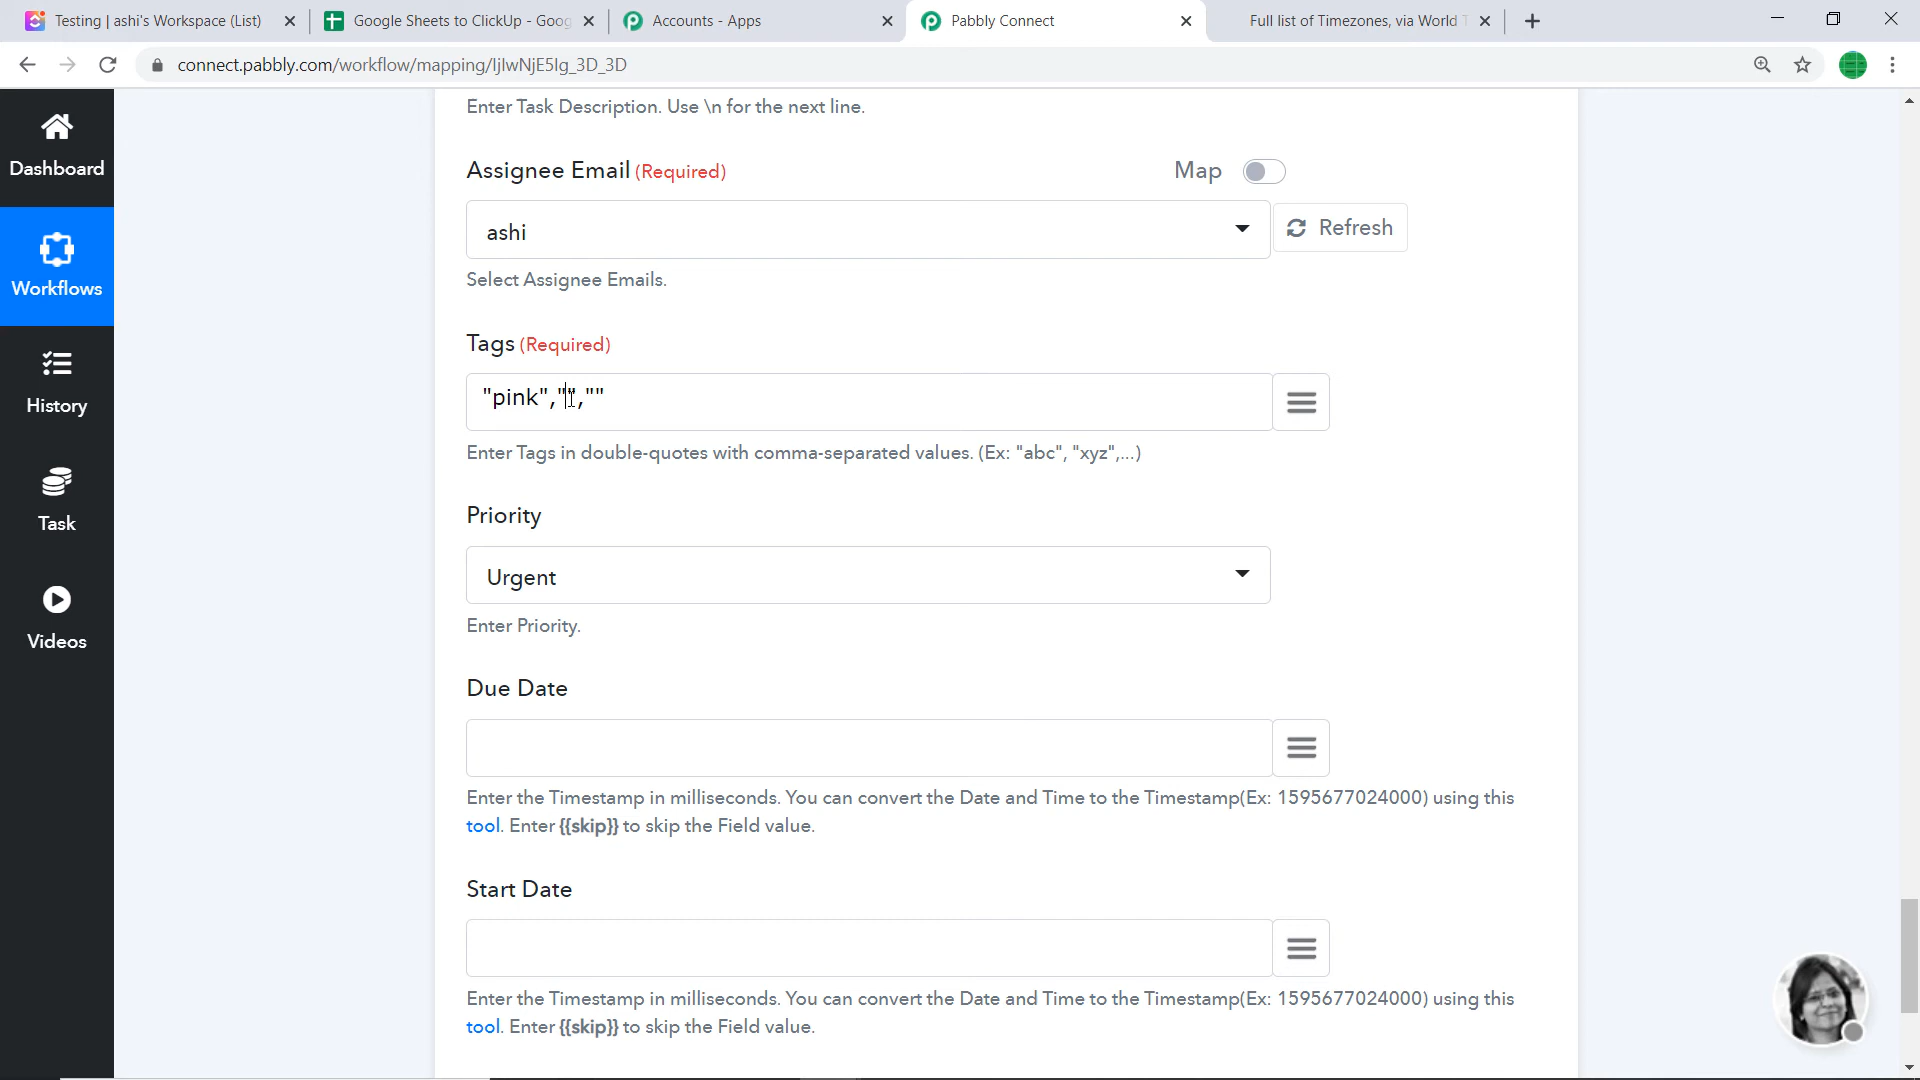 Testing | ashi's Workspace (List)
Google Sheets to ClickUp - Goog
Accounts - Apps
Pabbly Connect
Full list of Timezones, via World T
connect.pabbly.com/workflow/mapping/IjIwNjE5Ig_3D_3D
Dashboard
Workflows
History
Task
Videos
Enter Task Description. Use \n for the next line.
Assignee Email (Required)
Map
ashi
Refresh
Select Assignee Emails.
Tags (Required)
"pink","",""
Enter Tags in double-quotes with comma-separated values. (Ex: "abc", "xyz",...)
Priority
Urgent
Enter Priority.
Due Date
Enter the Timestamp in milliseconds. You can convert the Date and Time to the Timestamp(Ex: 1595677024000) using this
tool. Enter {{skip}} to skip the Field value.
Start Date
Enter the Timestamp in milliseconds. You can convert the Date and Time to the Timestamp(Ex: 1595677024000) using this
tool. Enter {{skip}} to skip the Field value.